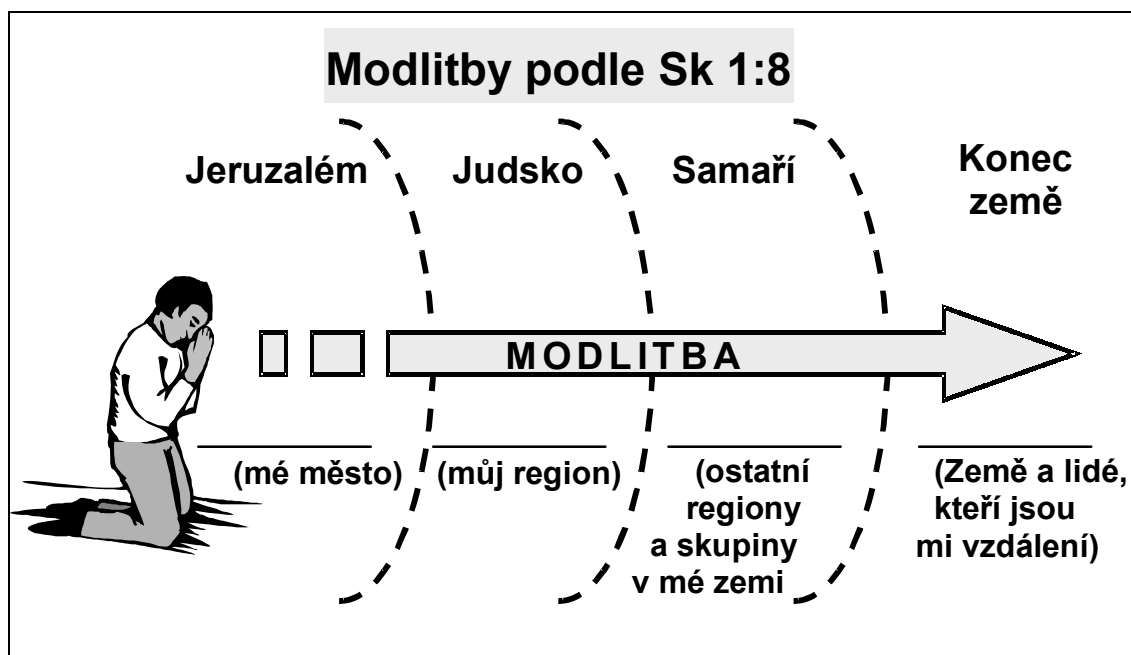 Modlitby podle Sk 1:8
Jeruzalém
Judsko
Samaří
Konec
země
MODLITBA
(mé město)
(můj region)
(ostatní
regiony
a skupiny
v mé zemi
(Země a lidé,
kteří jsou
mi vzdálení)